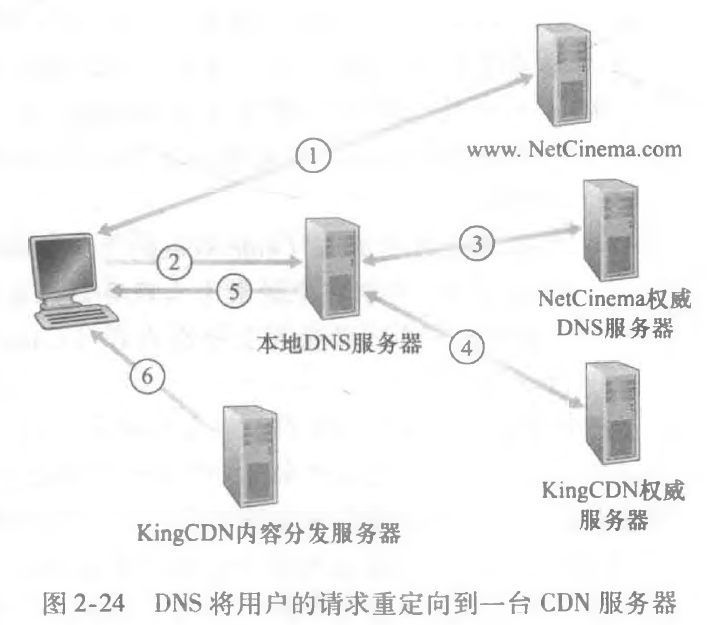 ①
www. NetCinema.com
②
③
⑤
NetCinema权威
DNS服务器
本地DNS服务器
④
⑥
KingCDN权威
服务器
KingCDN内容分发服务器
图 2-24 DNS 将用户的请求重定向到一台 CDN 服务器